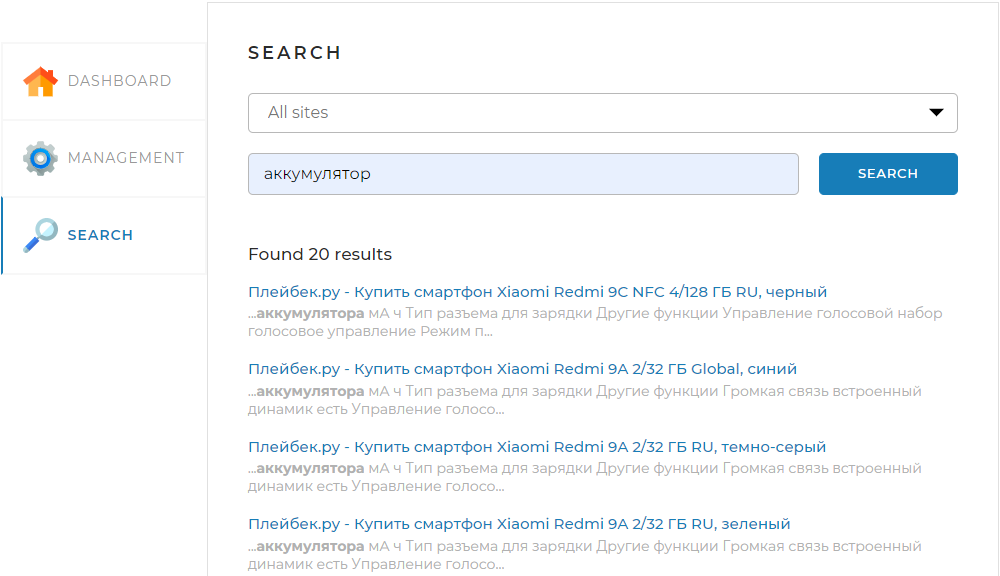 SEARCH
DASHBOARD
MANAGEMENT
SEARCH
All sites
аккумулятор
SEARCH
Found 20 results
Плейбек.ру - Купить смартфон Xiaomi Redmi 9C NFC 4/128 ГБ RU, черный
...аккумулятора мА ч Тип разъема для зарядки Другие функции Управление голосовой набор
голосовое управление Режим п...
Плейбек.ру - Купить смартфон Xiaomi Redmi 9A 2/32 ГБ Global, синий
...аккумулятора мА ч Тип разъема для зарядки Другие функции Громкая связь встроенный
динамик есть Управление голосо...
Плейбек.ру - Купить смартфон Xiaomi Redmi 9A 2/32 ГБ RU, темно-серый
...аккумулятора мА ч Тип разъема для зарядки Другие функции Громкая связь встроенный
динамик есть Управление голосо...
Плейбек.ру - Купить смартфон Xiaomi Redmi 9A 2/32 ГБ RU, зеленый
...аккумулятора мА ч Тип разъема для зарядки Другие функции Громкая связь встроенный
динамик есть Управление голосо...